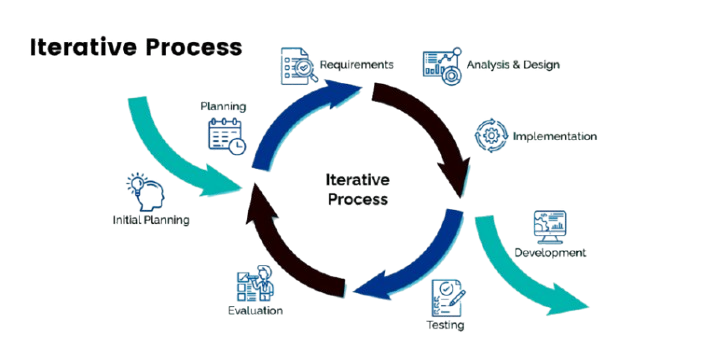 Iterative Process
Requirements
Analysis & Design
Planning
Implementation
Iterative
Process
Initial Planning
Development
Evaluation
Testing